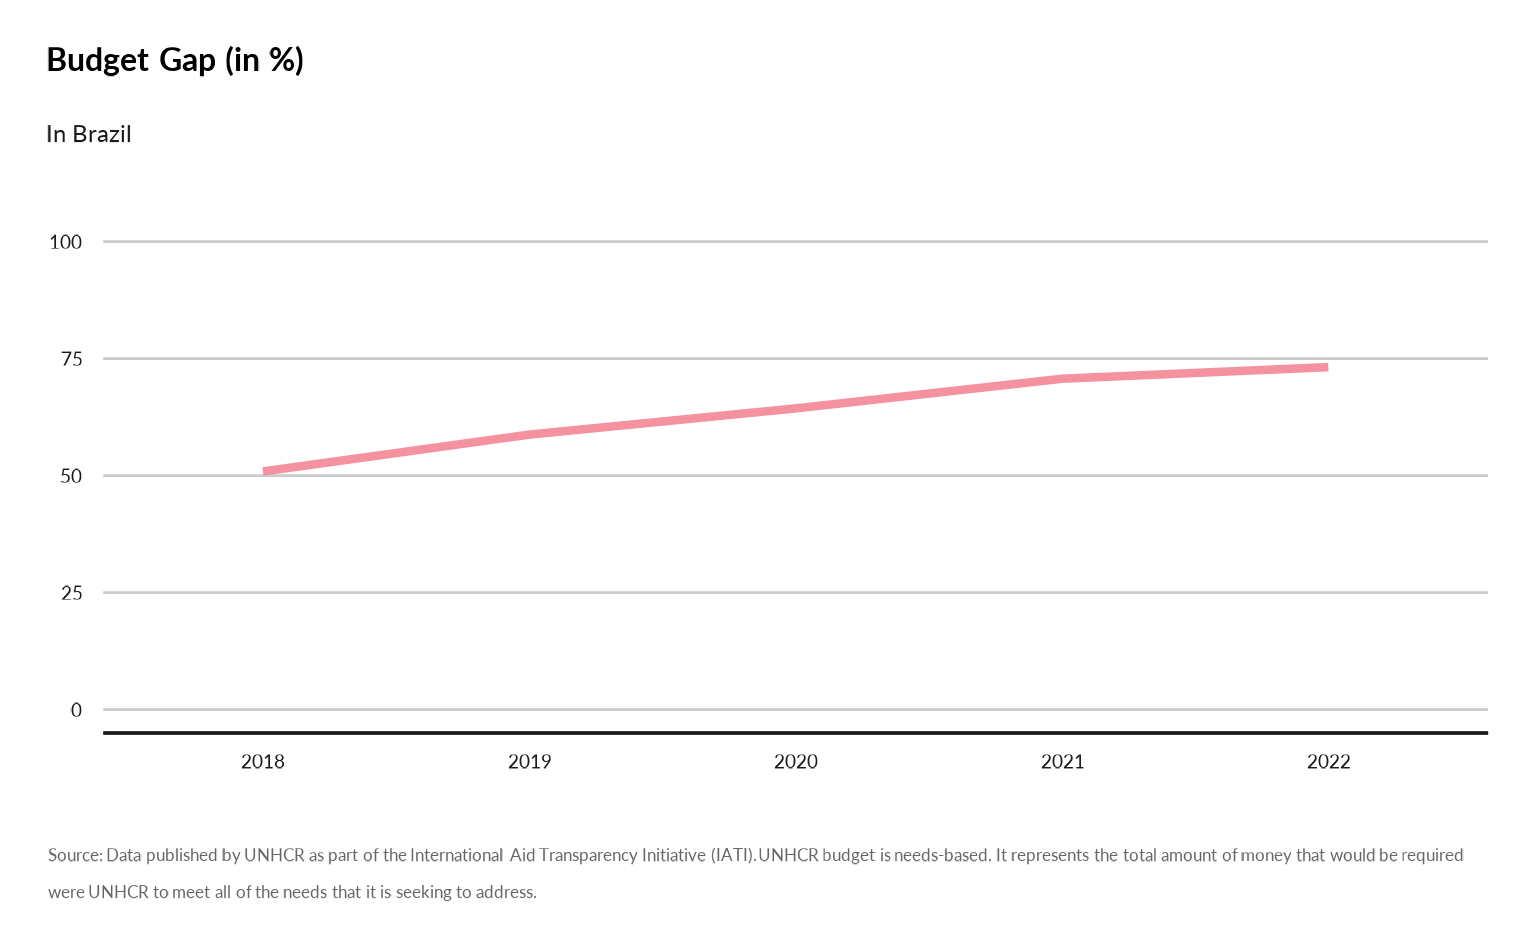 Budget Gap (in %)
In Brazil
100
75
50
25
0
2018 2019 2020 2021 2022
Source: Data published by UNHCR as part of the International Aid Transparency Initiative (IATI).UNHCR budget is needs-based. It represents the total amount of money that would be required
were UNHCR to meet all of the needs that it is seeking to address.